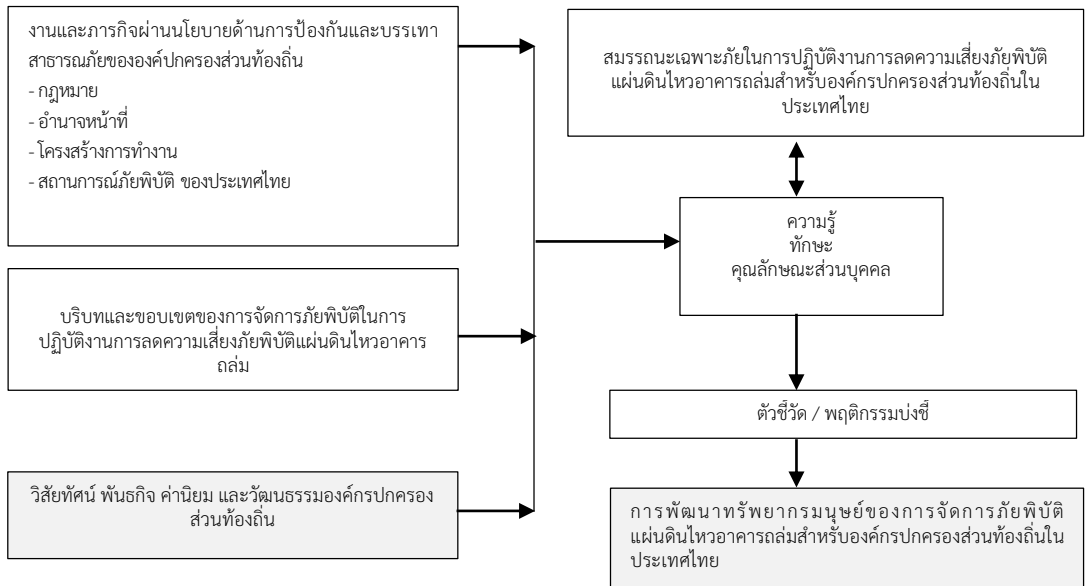 งานและภารกิจผ่านนโยบายด้านการป้องกันและบรรเทา
สาธารณภัยขององค์ปกครองส่วนท้องถิ่น
- กฎหมาย
- อำนาจหน้าที่
- โครงสร้างการทำงาน
- สถานการณ์ภัยพิบัติ ของประเทศไทย
บริบทและขอบเขตของการจัดการภัยพิบัติในการ
ปฏิบัติงานการลดความเสี่ยงภัยพิบัติแผ่นดินไหวอาคาร
ถล่ม
วิสัยทัศน์ พันธกิจ ค่านิยม และวัฒนธรรมองค์กรปกครอง
ส่วนท้องถิ่น
สมรรถนะเฉพาะภัยในการปฏิบัติงานการลดความเสี่ยงภัยพิบัติ
แผ่นดินไหวอาคารถล่มสำหรับองค์กรปกครองส่วนท้องถิ่นใน
ประเทศไทย
ความรู้
ทักษะ
คุณลักษณะส่วนบุคคล
ตัวชี้วัด / พฤติกรรมบ่งชี้
การพัฒนาทรัพยากรมนุษย์ของการจัดการภัยพิบัติ
แผ่นดินไหวอาคารถล่มสำหรับองค์กรปกครองส่วนท้องถิ่นใน
ประเทศไทย